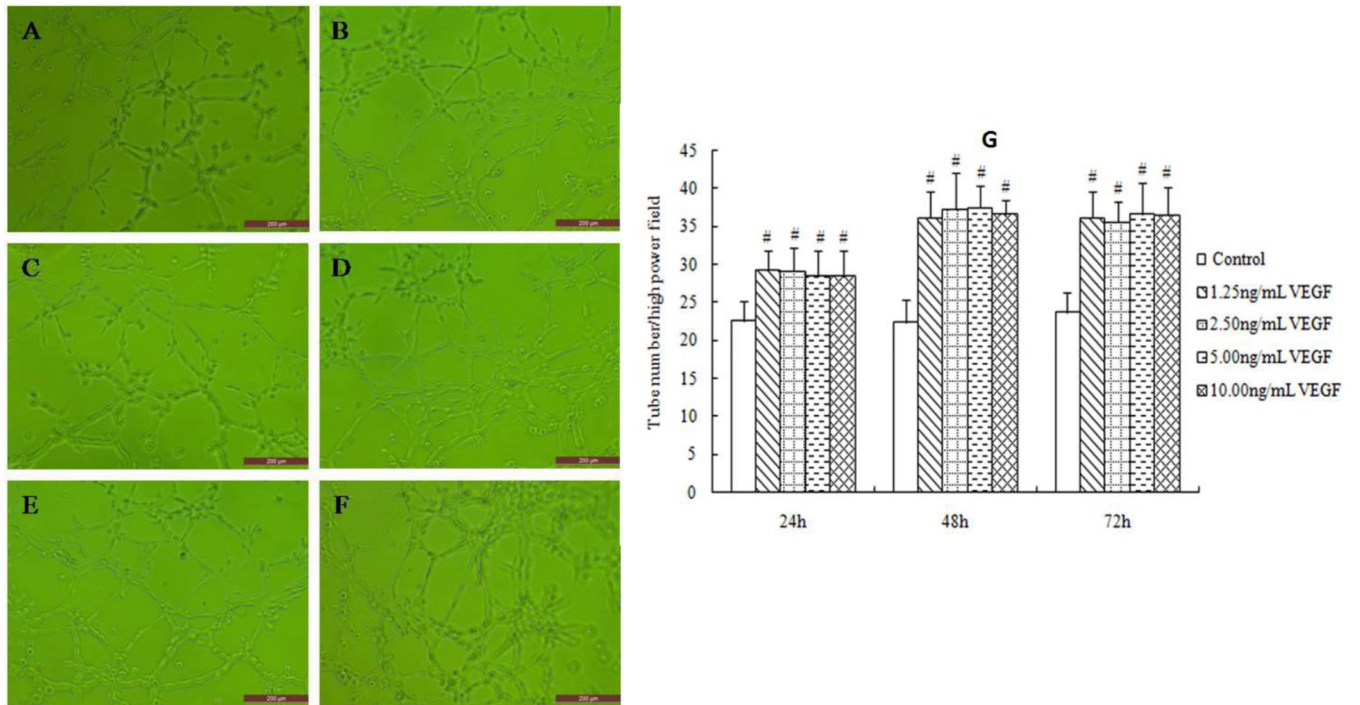 A
200 µm
B
200 µm
C
200 µm
D
200 µm
E
200 µm
F
200 µm
G
Tube number/high power field
45
40
35
30
25
20
15
10
5
0
# # # #
# # # #
# # # #
24h
48h
72h
Control
1.25ng/mL VEGF
2.50ng/mL VEGF
5.00ng/mL VEGF
10.00ng/mL VEGF